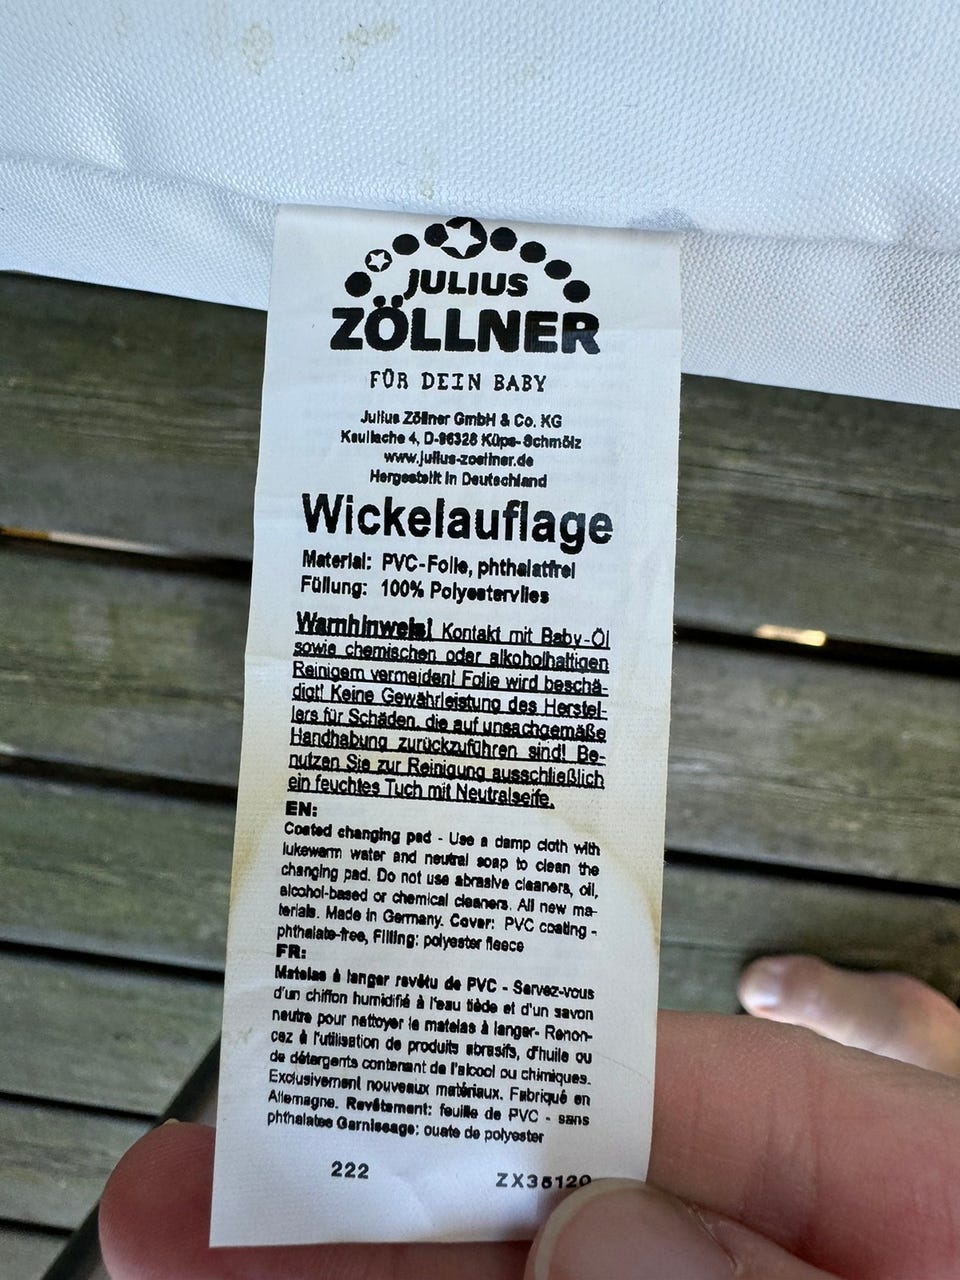 JULIUS
ZÖLLNER
FÜR DEIN BABY
Julius Zöllner GmbH & Co. KG
Kaullache 4, D-96328 Küps-Schmölz
www.julius-zoellner.de
Hergestellt in Deutschland
Wickelauflage
Material: PVC-Folie, phthalatfrei
Füllung: 100% Polyestervlies
Warnhinweis! Kontakt mit Baby-Öl
sowie chemischen oder alkoholhaltigen
Reinigern vermeiden! Folie wird beschä-
digt! Keine Gewährleistung des Herstel-
lers für Schäden, die auf unsachgemäße
Handhabung zurückzuführen sind! Be-
nutzen Sie zur Reinigung ausschließlich
ein feuchtes Tuch mit Neutralseife.
EN:
Coated changing pad - Use a damp cloth with
lukewarm water and neutral soap to clean the
changing pad. Do not use abrasive cleaners, oil,
alcohol-based or chemical cleaners. All new ma-
terials. Made in Germany. Cover: PVC coating -
phthalate-free, Filling: polyester fleece
FR:
Matelas à langer revêtu de PVC - Servez-vous
d'un chiffon humidifié à l'eau tiède et d'un savon
neutre pour nettoyer le matelas à langer- Renon-
cez à l'utilisation de produits abrasifs, d'huile ou
de détergents contenant de l'alcool ou chimiques.
Exclusivement nouveaux matériaux. Fabriqué en
Allemagne. Revêtement: feuille de PVC - sans
phthalates Garnissage: ouate de polyester
222